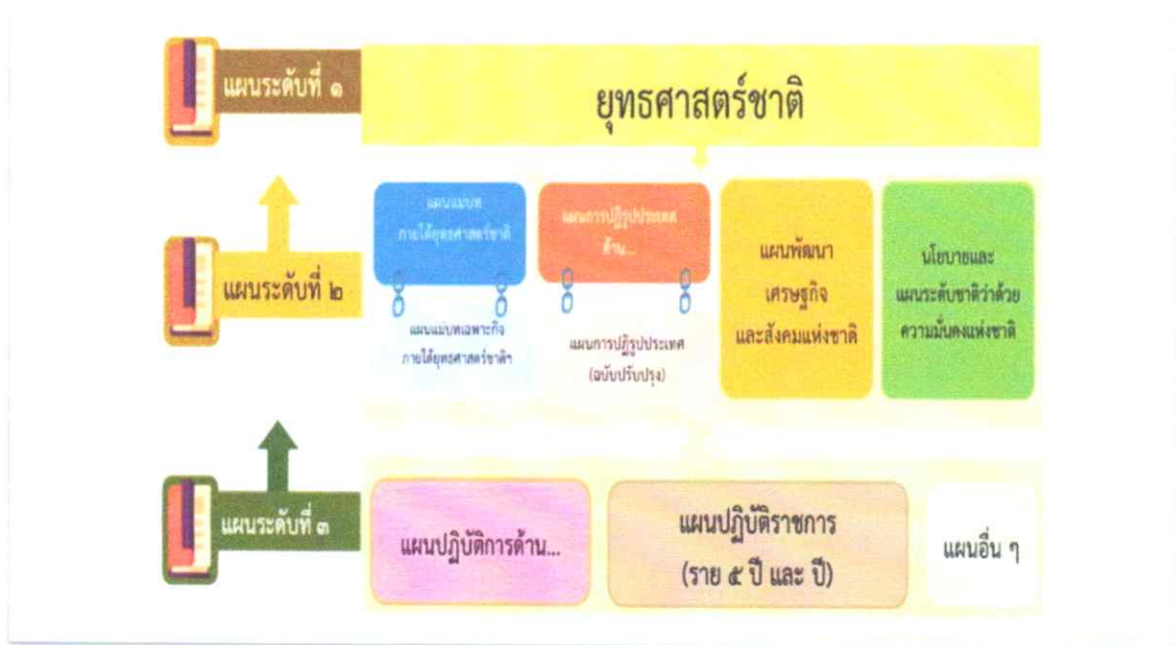 แผนระดับที่ ๑
ยุทธศาสตร์ชาติ
แผนระดับที่ ๒
แผนแม่บท
ภายใต้ยุทธศาสตร์ชาติ
แผนแม่บทเฉพาะกิจ
ภายใต้ยุทธศาสตร์ชาติฯ
แผนการปฏิรูปประเทศ
ด้าน...
แผนการปฏิรูปประเทศ
(ฉบับปรับปรุง)
แผนพัฒนา
เศรษฐกิจ
และสังคมแห่งชาติ
นโยบายและ
แผนระดับชาติว่าด้วย
ความมั่นคงแห่งชาติ
แผนระดับที่ ๓
แผนปฏิบัติการด้าน...
แผนปฏิบัติราชการ
(ราย ๕ ปี และ ปี)
แผนอื่น ๆ